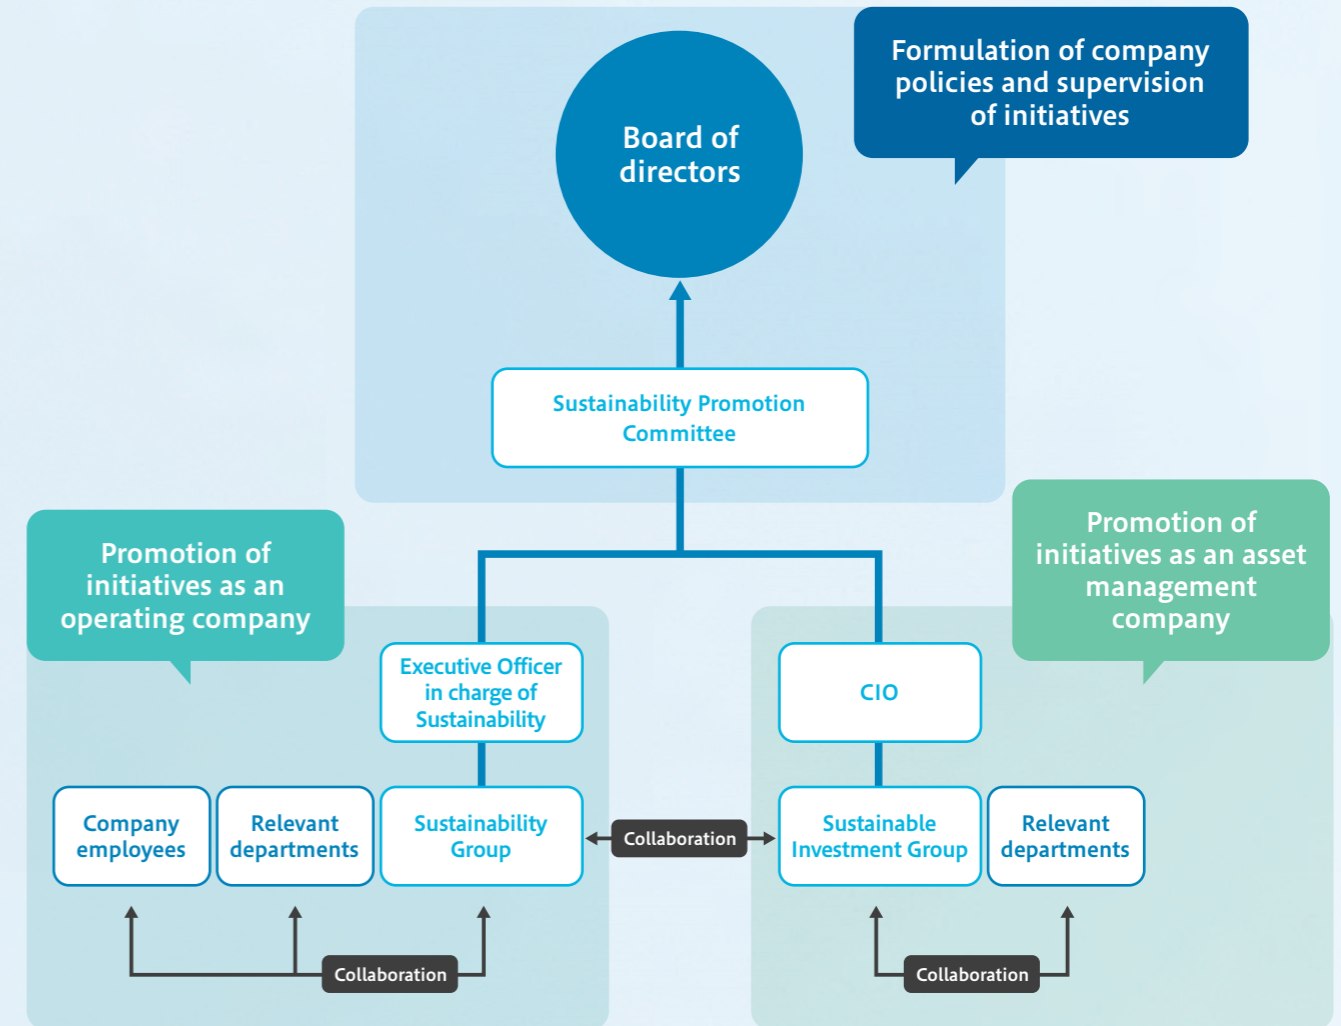 Formulation of company
policies and supervision
of initiatives
Board of
directors
Sustainability Promotion
Committee
Promotion of
initiatives as an
operating company
Promotion of
initiatives as an asset
management
company
Executive Officer
in charge of
Sustainability
CIO
Company
employees
Relevant
departments
Sustainability
Group
Collaboration
Sustainable
Investment Group
Relevant
departments
Collaboration
Collaboration